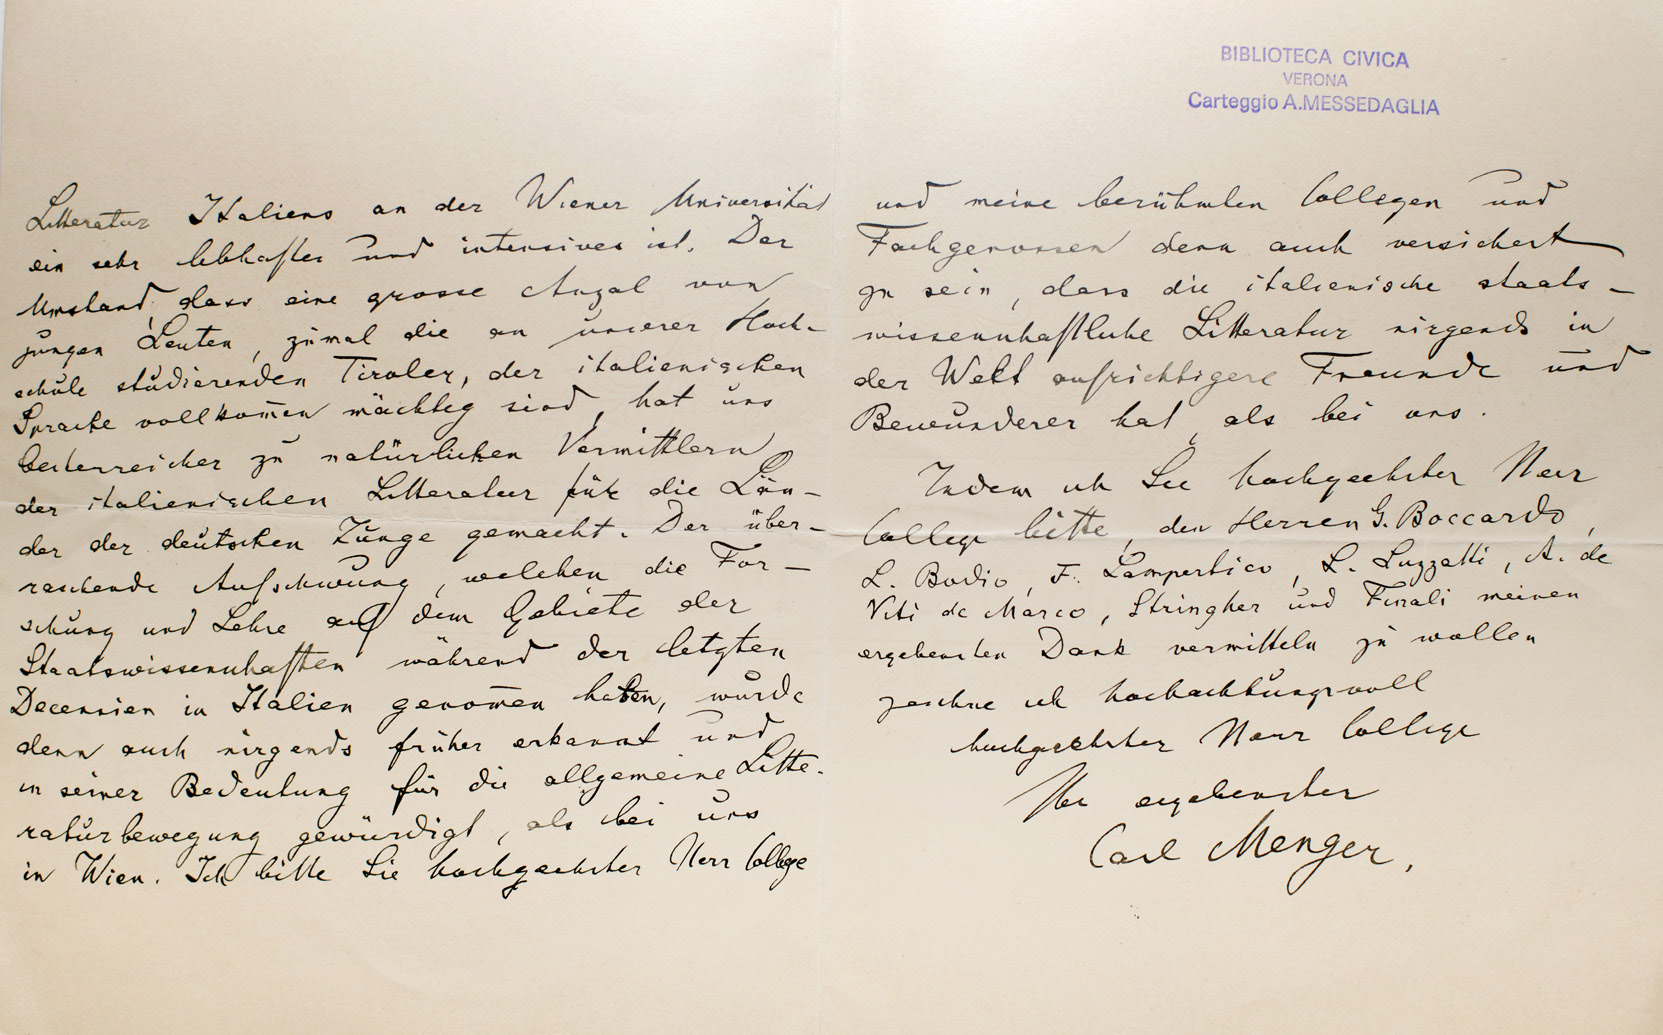 Litteratur Italiens an der Wiener Universität
ein sehr lebhafter und intensiver ist. Der
Umstand, dass eine grosse Anzal von
jungen Leuten, zumal die an unserer Hoch-
schule studierenden Tiroler, der italienischen
Sprache vollkom̅en mächtig sind, hat uns
Oesterreicher zu natürlichen Vermittlern
der italienischen Litteratur für die Län-
der der deutschen Zunge gemacht. Der über-
raschende Aufschwung, welchen die For-
schung und Lehre auf dem Gebiete der
Staatswissenschaften während der letzten
Decennien in Italien genom̅en haben, wurde
denn auch nirgends früher erkannt und
in seiner Bedeutung für die allgemeine Litte-
raturbewegung gewürdigt, als bei uns
in Wien. Ich bitte Sie hochgeehrter Herr College
BIBLIOTECA CIVICA
VERONA
Carteggio A. MESSEDAGLIA
und meine berühmten Collegen und
Fachgenossen denn auch versichert
zu sein, dass die italienische staats-
wissenschaftliche Litteratur nirgends in
der Welt aufrichtigere Freunde und
Bewunderer hat, als bei uns.
Indem ich Sie hochgeehrter Herr
College bitte, den Herren G. Boccardo,
L. Bodio, F. Lampertico, L. Luzzatti, A. de
Viti de Marco, Stringher und Finali meinen
ergebensten Dank vermitteln zu wollen
zeichne ich hochachtungsvoll
hochgeehrter Herr College
Ihr ergebenster
Carl Menger,